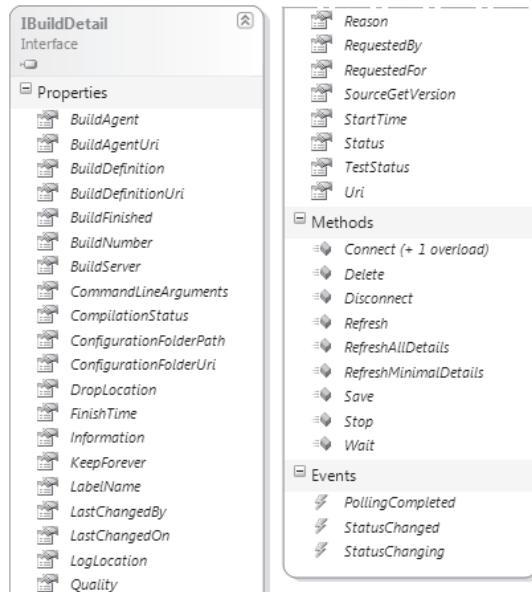 IBuildDetail
Interface
Properties
BuildAgent
BuildAgentUri
BuildDefinition
BuildDefinitionUri
BuildFinished
BuildNumber
BuildServer
CommandLineArguments
CompilationStatus
ConfigurationFolderPath
ConfigurationFolderUri
DropLocation
FinishTime
Information
KeepForever
LabelName
LastChangedBy
LastChangedOn
LogLocation
Quality
Reason
RequestedBy
RequestedFor
SourceGetVersion
StartTime
Status
TestStatus
Uri
Methods
Connect (+ 1 overload)
Delete
Disconnect
Refresh
RefreshAllDetails
RefreshMinimalDetails
Save
Stop
Wait
Events
PollingCompleted
StatusChanged
StatusChanging